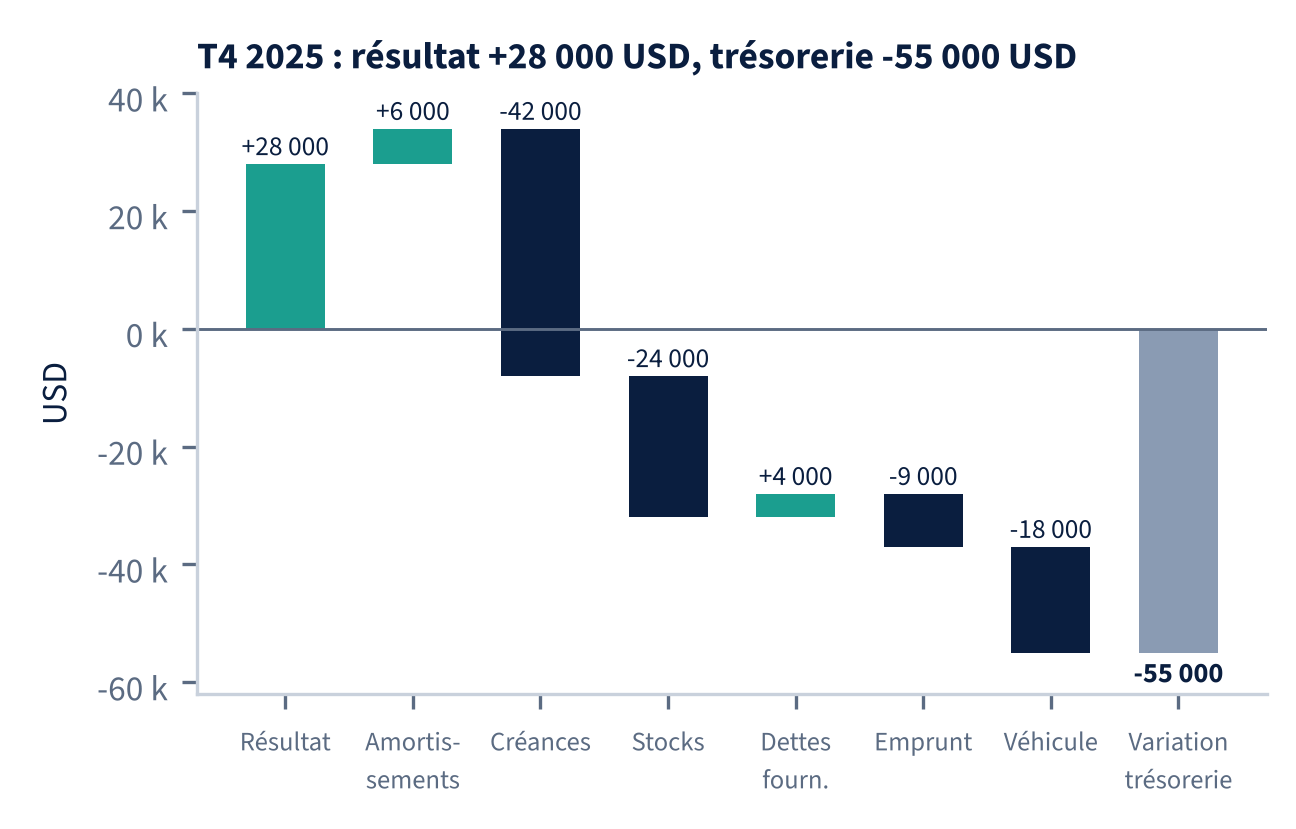 T4 2025 : résultat +28 000 USD, trésorerie -55 000 USD
40 k
20 k
0 k
-20 k
-40 k
-60 k
USD
+28 000
+6 000
-42 000
-24 000
+4 000
-9 000
-18 000
-55 000
Résultat
Amortis-
sements
Créances
Stocks
Dettes
fourn.
Emprunt
Véhicule
Variation
trésorerie